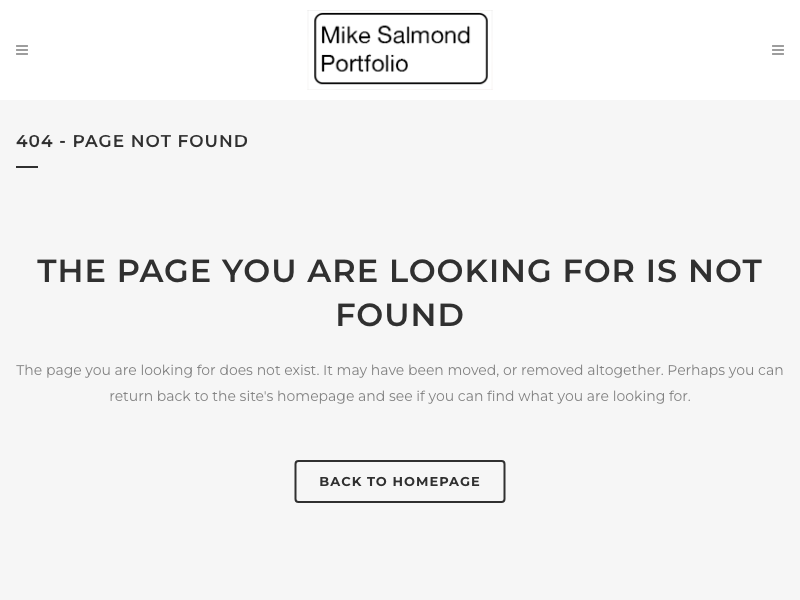 Mike Salmond
Portfolio
404 - PAGE NOT FOUND
THE PAGE YOU ARE LOOKING FOR IS NOT
FOUND
The page you are looking for does not exist. It may have been moved, or removed altogether. Perhaps you can
return back to the site's homepage and see if you can find what you are looking for.
BACK TO HOMEPAGE